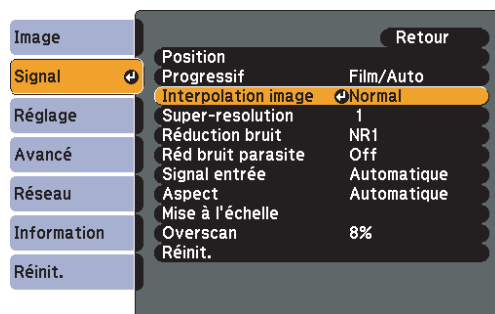 Image
Signal
Réglage
Avancé
Réseau
Information
Réinit.
Retour
Position
Progressif Film/Auto
Interpolation image Normal
Super-resolution 1
Réduction bruit NR1
Réd bruit parasite Off
Signal entrée Automatique
Aspect Automatique
Mise à l'échelle
Overscan 8%
Réinit.